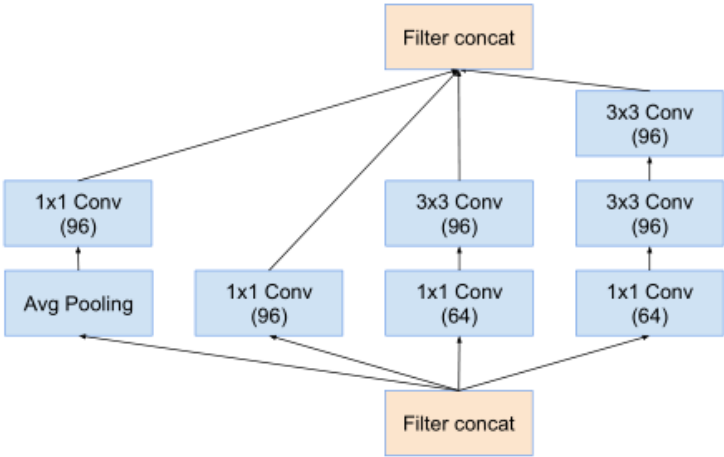 Filter concat
3x3 Conv
(96)
1x1 Conv
(96)
3x3 Conv
(96)
3x3 Conv
(96)
Avg Pooling
1x1 Conv
(96)
1x1 Conv
(64)
1x1 Conv
(64)
Filter concat